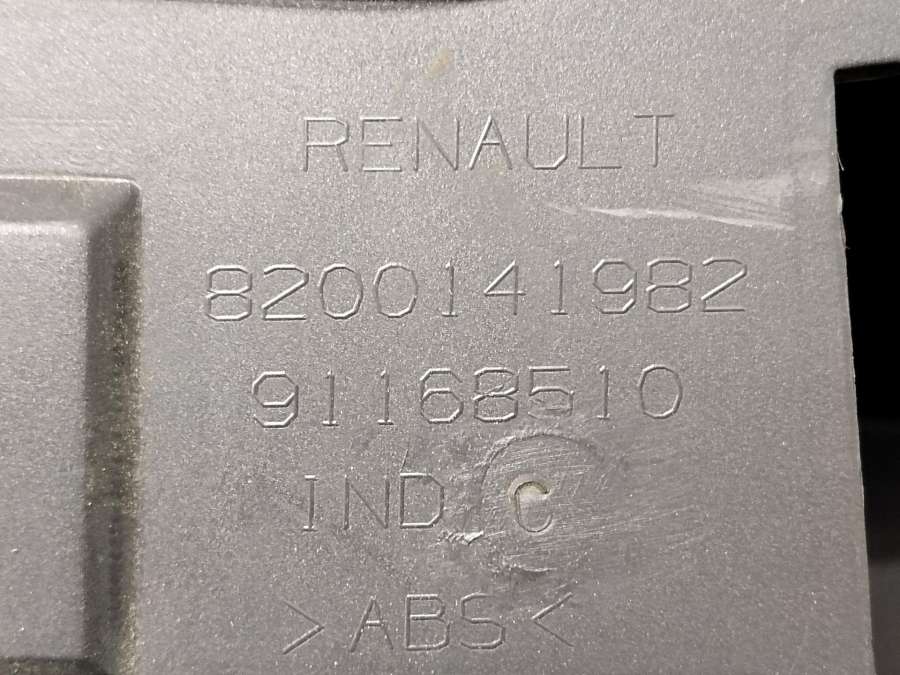 RENAULT
8200141982
91168510
IND C
>ABS<